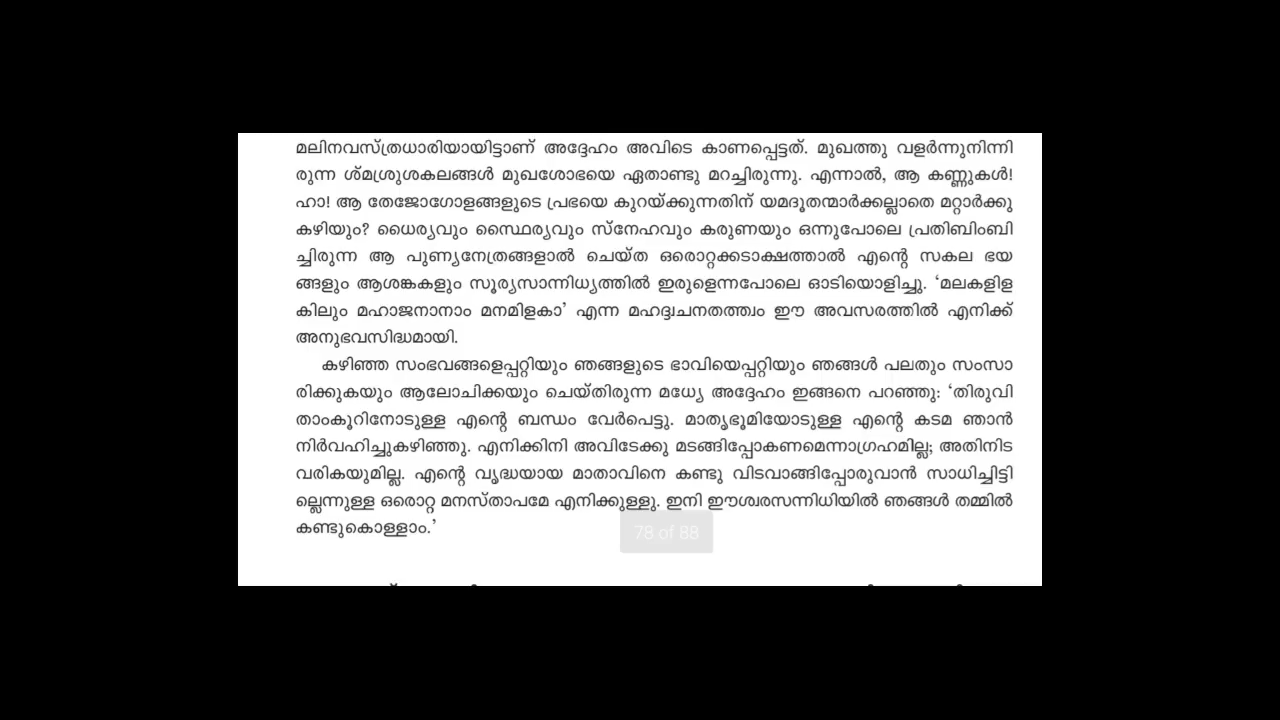 മലിനവസ്ത്രധാരിയായിട്ടാണ് അദ്ദേഹം അവിടെ കാണപ്പെട്ടത്. മുഖത്തു വളർന്നുനിന്നി
രുന്ന ശ്മശ്രുശകലങ്ങൾ മുഖശോഭയെ ഏതാണ്ടു മറച്ചിരുന്നു. എന്നാൽ, ആ കണ്ണുകൾ!
ഹാ! ആ തേജോഗോളങ്ങളുടെ പ്രഭയെ കുറയ്ക്കുന്നതിന് യമദൂതന്മാർക്കല്ലാതെ മറ്റാർക്കു
കഴിയും? ധൈര്യവും സ്ഥൈര്യവും സ്നേഹവും കരുണയും ഒന്നുപോലെ പ്രതിബിംബി
ച്ചിരുന്ന ആ പുണ്യനേത്രങ്ങളാൽ ചെയ്ത ഒരൊറ്റക്കടാക്ഷത്താൽ എന്റെ സകല ഭയ
ങ്ങളും ആശങ്കകളും സൂര്യസാന്നിധ്യത്തിൽ ഇരുളെന്നപോലെ ഓടിയൊളിച്ചു. ‘മലകളിള
കിലും മഹാജനാനാം മനമിളകാ’ എന്ന മഹദ്വചനതത്ത്വം ഈ അവസരത്തിൽ എനിക്ക്
അനുഭവസിദ്ധമായി.
കഴിഞ്ഞ സംഭവങ്ങളെപ്പറ്റിയും ഞങ്ങളുടെ ഭാവിയെപ്പറ്റിയും ഞങ്ങൾ പലതും സംസാ
രിക്കുകയും ആലോചിക്കയും ചെയ്തിരുന്ന മധ്യേ അദ്ദേഹം ഇങ്ങനെ പറഞ്ഞു: ‘തിരുവി
താംകൂറിനോടുള്ള എന്റെ ബന്ധം വേർപെട്ടു. മാതൃഭൂമിയോടുള്ള എന്റെ കടമ ഞാൻ
നിർവഹിച്ചുകഴിഞ്ഞു. എനിക്കിനി അവിടേക്കു മടങ്ങിപ്പോകണമെന്നാഗ്രഹമില്ല; അതിനിട
വരികയുമില്ല. എന്റെ വൃദ്ധയായ മാതാവിനെ കണ്ടു വിടവാങ്ങിപ്പോരുവാൻ സാധിച്ചിട്ടി
ല്ലെന്നുള്ള ഒരൊറ്റ മനസ്താപമേ എനിക്കുള്ളു. ഇനി ഈശ്വരസന്നിധിയിൽ ഞങ്ങൾ തമ്മിൽ
കണ്ടുകൊള്ളാം.’
78 of 88